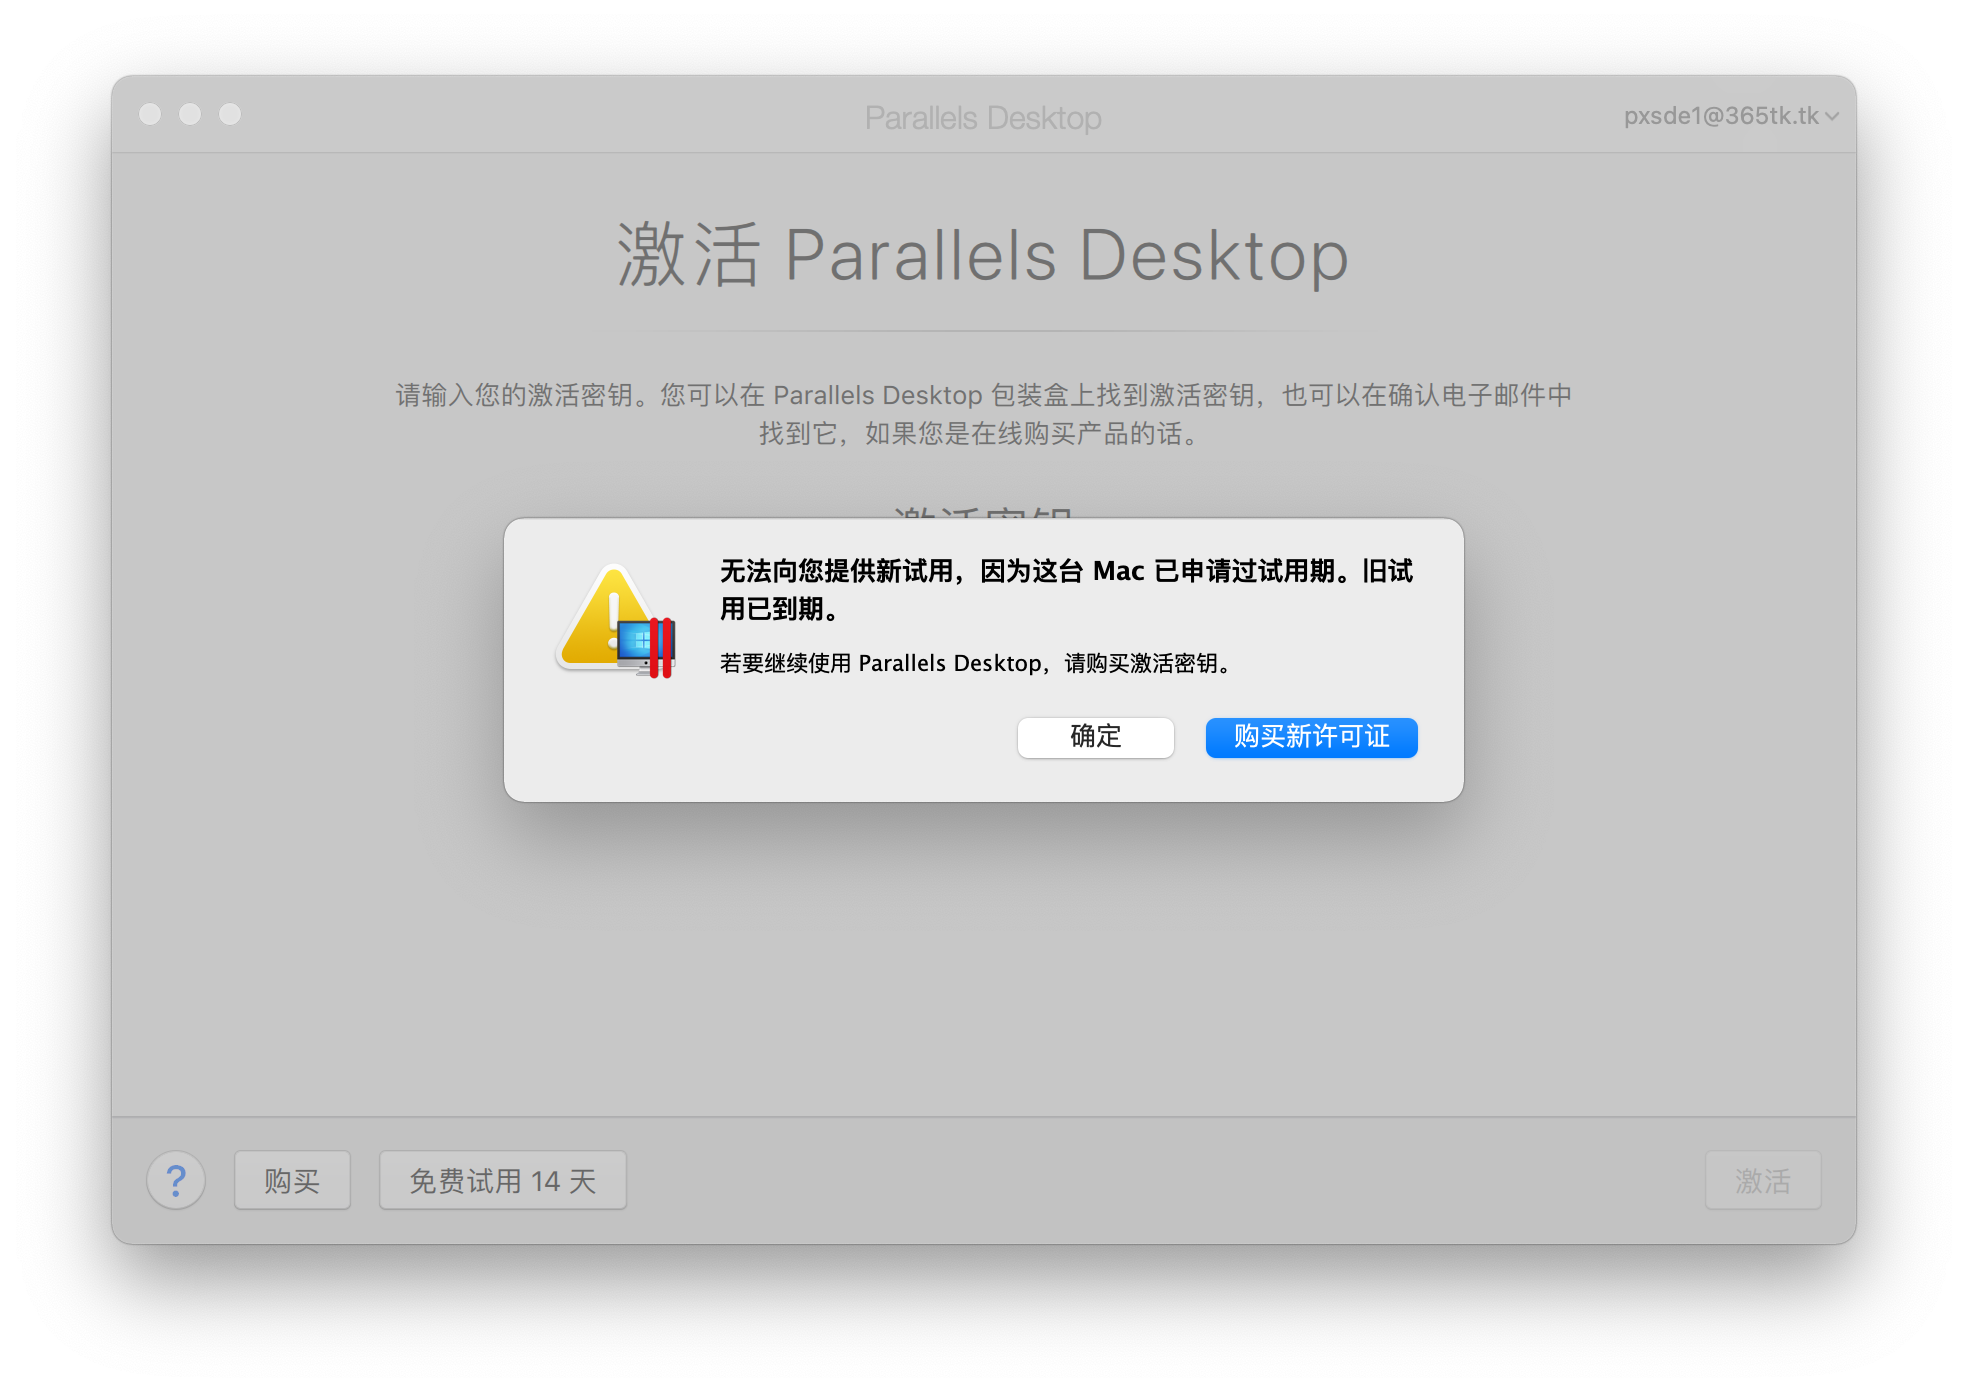 Parallels Desktop
pxsde1@365tk.tk
激活 Parallels Desktop
请输入您的激活密钥。您可以在 Parallels Desktop 包装盒上找到激活密钥，也可以在确认电子邮件中
找到它，如果您是在线购买产品的话。
激活密钥
无法向您提供新试用，因为这台 Mac 已申请过试用期。旧试
用已到期。
若要继续使用 Parallels Desktop，请购买激活密钥。
确定
购买新许可证
?
购买
免费试用 14 天
激活